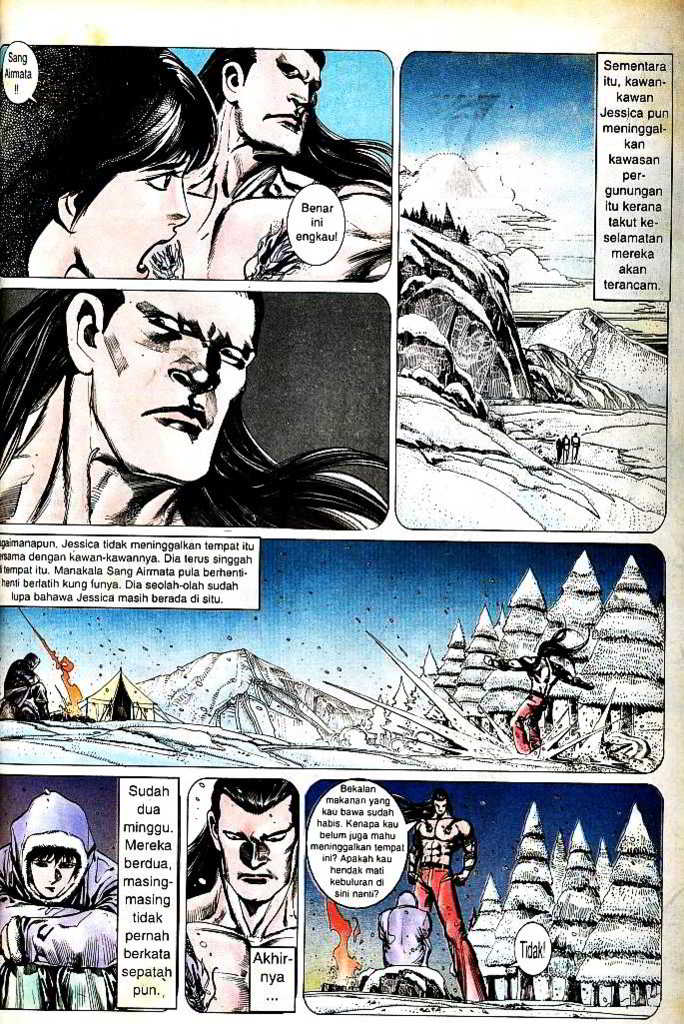 Sang
Airmata
!!
Benar
ini
engkau!
Sementara
itu, kawan-
kawan
Jessica pun
meninggal-
kan
kawasan
per-
gunungan
itu kerana
takut ke-
selamatan
mereka
akan
terancam.
gaimanapun, Jessica tidak meninggalkan tempat itu
ersama dengan kawan-kawannya. Dia terus singgah
i tempat itu. Manakala Sang Airmata pula berhenti-
henti berlatih kung funya. Dia seolah-olah sudah
lupa bahawa Jessica masih berada di situ.
Sudah
dua
minggu.
Mereka
berdua,
masing-
masing
tidak
pernah
berkata
sepatah
pun.
Akhir-
nya
...
Bekalan
makanan yang
kau bawa sudah
habis. Kenapa kau
belum juga mahu
meninggalkan tempat
ini? Apakah kau
hendak mati
kebuluran di
sini nanti?
Tidak!